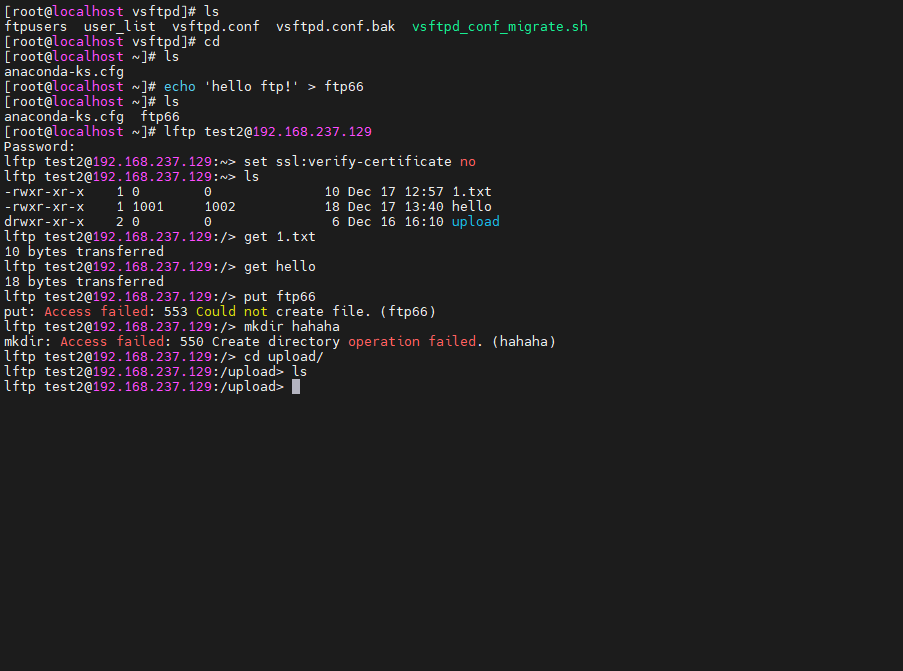 [root@localhost vsftpd]# ls
ftpusers  user_list  vsftpd.conf  vsftpd.conf.bak  vsftpd_conf_migrate.sh
[root@localhost vsftpd]# cd
[root@localhost ~]# ls
anaconda-ks.cfg
[root@localhost ~]# echo 'hello ftp!' > ftp66
[root@localhost ~]# ls
anaconda-ks.cfg  ftp66
[root@localhost ~]# lftp test2@192.168.237.129
Password:
lftp test2@192.168.237.129:~> set ssl:verify-certificate no
lftp test2@192.168.237.129:~> ls
-rwxr-xr-x    1 0        0              10 Dec 17 12:57 1.txt
-rwxr-xr-x    1 1001     1002           18 Dec 17 13:40 hello
drwxr-xr-x    2 0        0               6 Dec 16 16:10 upload
lftp test2@192.168.237.129:/> get 1.txt
10 bytes transferred
lftp test2@192.168.237.129:/> get hello
18 bytes transferred
lftp test2@192.168.237.129:/> put ftp66
put: Access failed: 553 Could not create file. (ftp66)
lftp test2@192.168.237.129:/> mkdir hahaha
mkdir: Access failed: 550 Create directory operation failed. (hahaha)
lftp test2@192.168.237.129:/> cd upload/
lftp test2@192.168.237.129:/upload> ls
lftp test2@192.168.237.129:/upload>